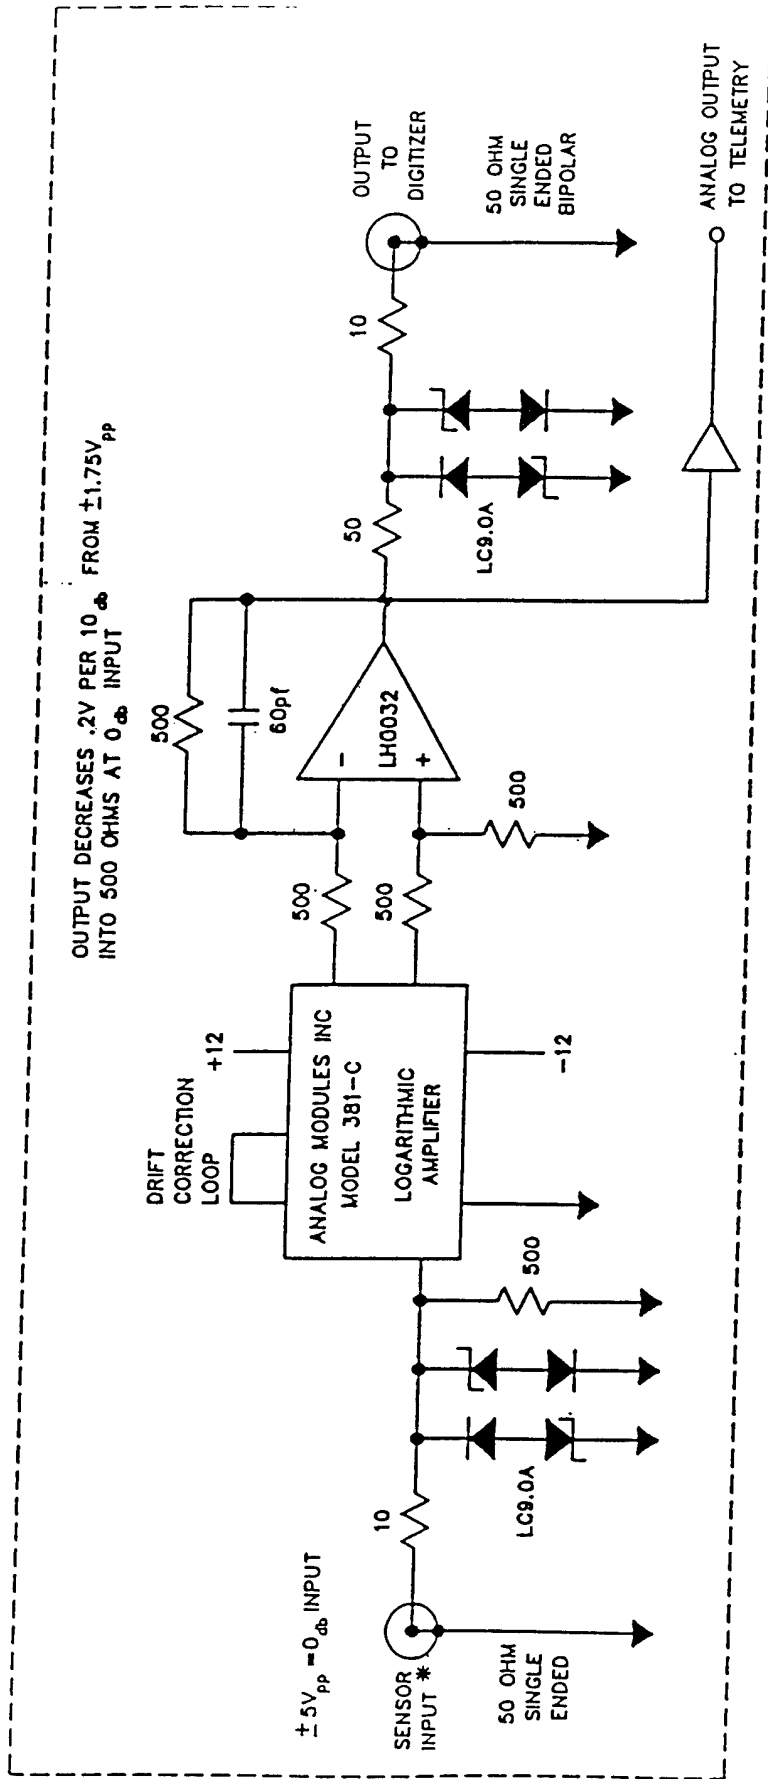 OUTPUT DECREASES .2V PER 10db FROM ±1.75Vpp
INTO 500 OHMS AT 0db INPUT
±5Vpp =0db INPUT
SENSOR
INPUT *
50 OHM
SINGLE
ENDED
10
LC9.0A
500
DRIFT
CORRECTION
LOOP
+12
ANALOG MODULES INC
MODEL 381-C
LOGARITHMIC
AMPLIFIER
-12
500
500
500
500
60pf
-
LH0032
+
50
LC9.0A
10
OUTPUT
TO
DIGITIZER
50 OHM
SINGLE
ENDED
BIPOLAR
ANALOG OUTPUT
TO TELEMETRY